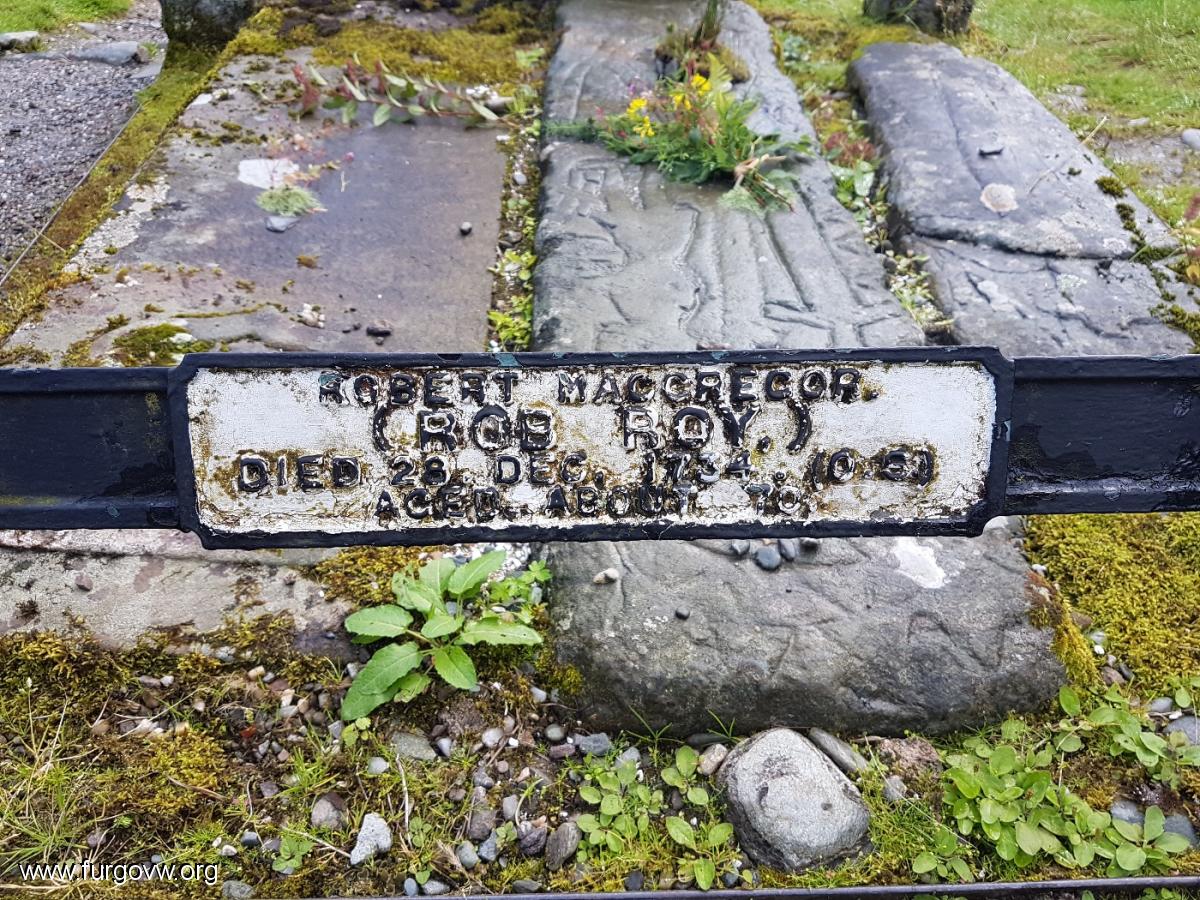 ROBERT MACGREGOR.
(ROB ROY.)
DIED 28. DEC. 1734. (O S)
AGED ABOUT 70.
www.furgovw.org